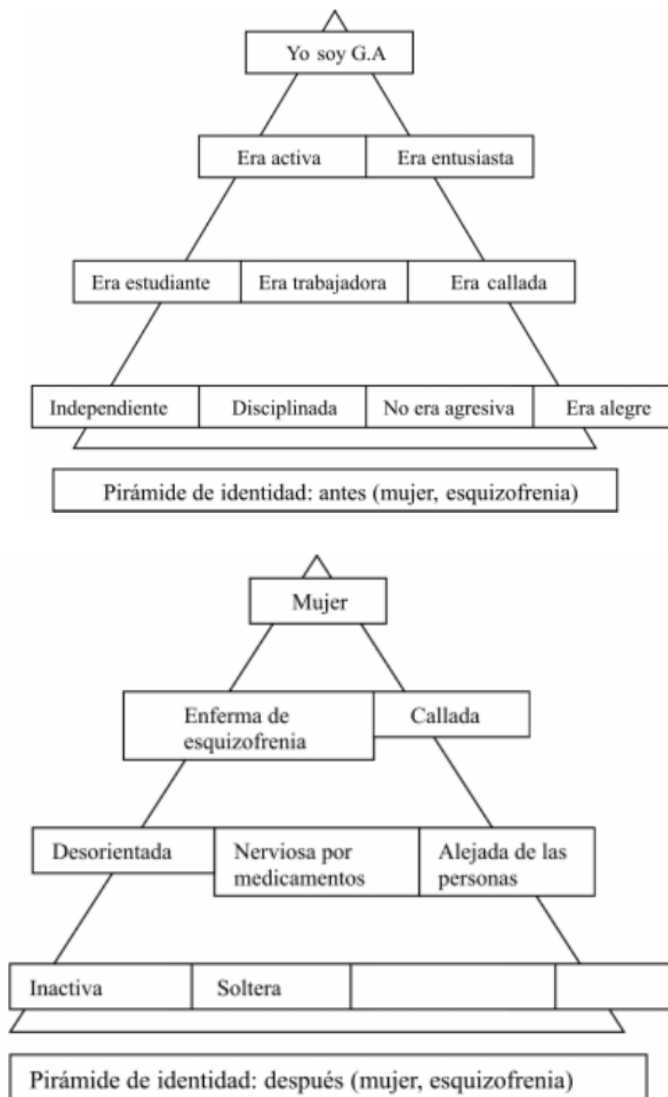 Yo soy G.A
Era activa
Era entusiasta
Era estudiante
Era trabajadora
Era callada
Independiente
Disciplinada
No era agresiva
Era alegre
Pirámide de identidad: antes (mujer, esquizofrenia)
Mujer
Enferma de
esquizofrenia
Callada
Desorientada
Nerviosa por
medicamentos
Alejada de las
personas
Inactiva
Soltera
Pirámide de identidad: después (mujer, esquizofrenia)